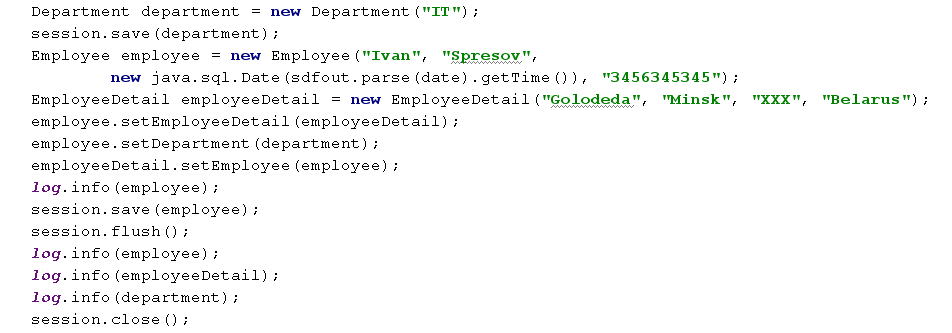 Department department = new Department("IT");
session.save(department);
Employee employee = new Employee("Ivan", "Spresov",
new java.sql.Date(sdfout.parse(date).getTime()), "3456345345");
EmployeeDetail employeeDetail = new EmployeeDetail("Golodeda", "Minsk", "XXX", "Belarus");
employee.setEmployeeDetail(employeeDetail);
employee.setDepartment(department);
employeeDetail.setEmployee(employee);
log.info(employee);
session.save(employee);
session.flush();
log.info(employee);
log.info(employeeDetail);
log.info(department);
session.close();